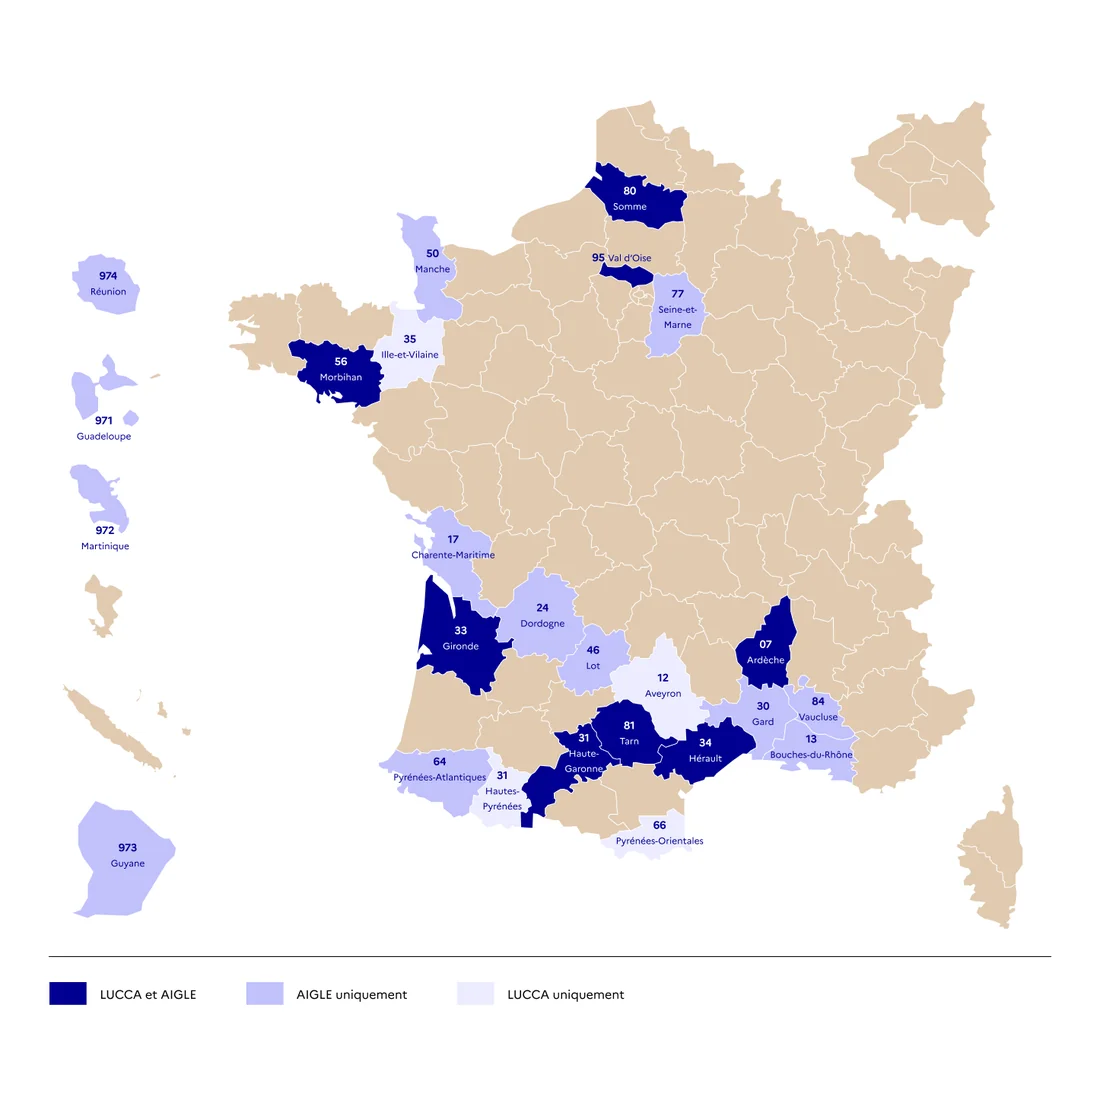 80
Somme
95 Val d'Oise
50
Manche
974
Réunion
77
Seine-et-
Marne
35
Ille-et-Vilaine
56
Morbihan
971
Guadeloupe
972
Martinique
17
Charente-Maritime
24
Dordogne
33
Gironde
46
Lot
07
Ardèche
12
Aveyron
84
Vaucluse
30
Gard
81
Tarn
13
Bouches-du-Rhône
31
Haute-
Garonne
34
Hérault
64
Pyrénées-Atlantiques
31
Hautes-
Pyrénées
66
Pyrénées-Orientales
973
Guyane
LUCCA et AIGLE
AIGLE uniquement
LUCCA uniquement